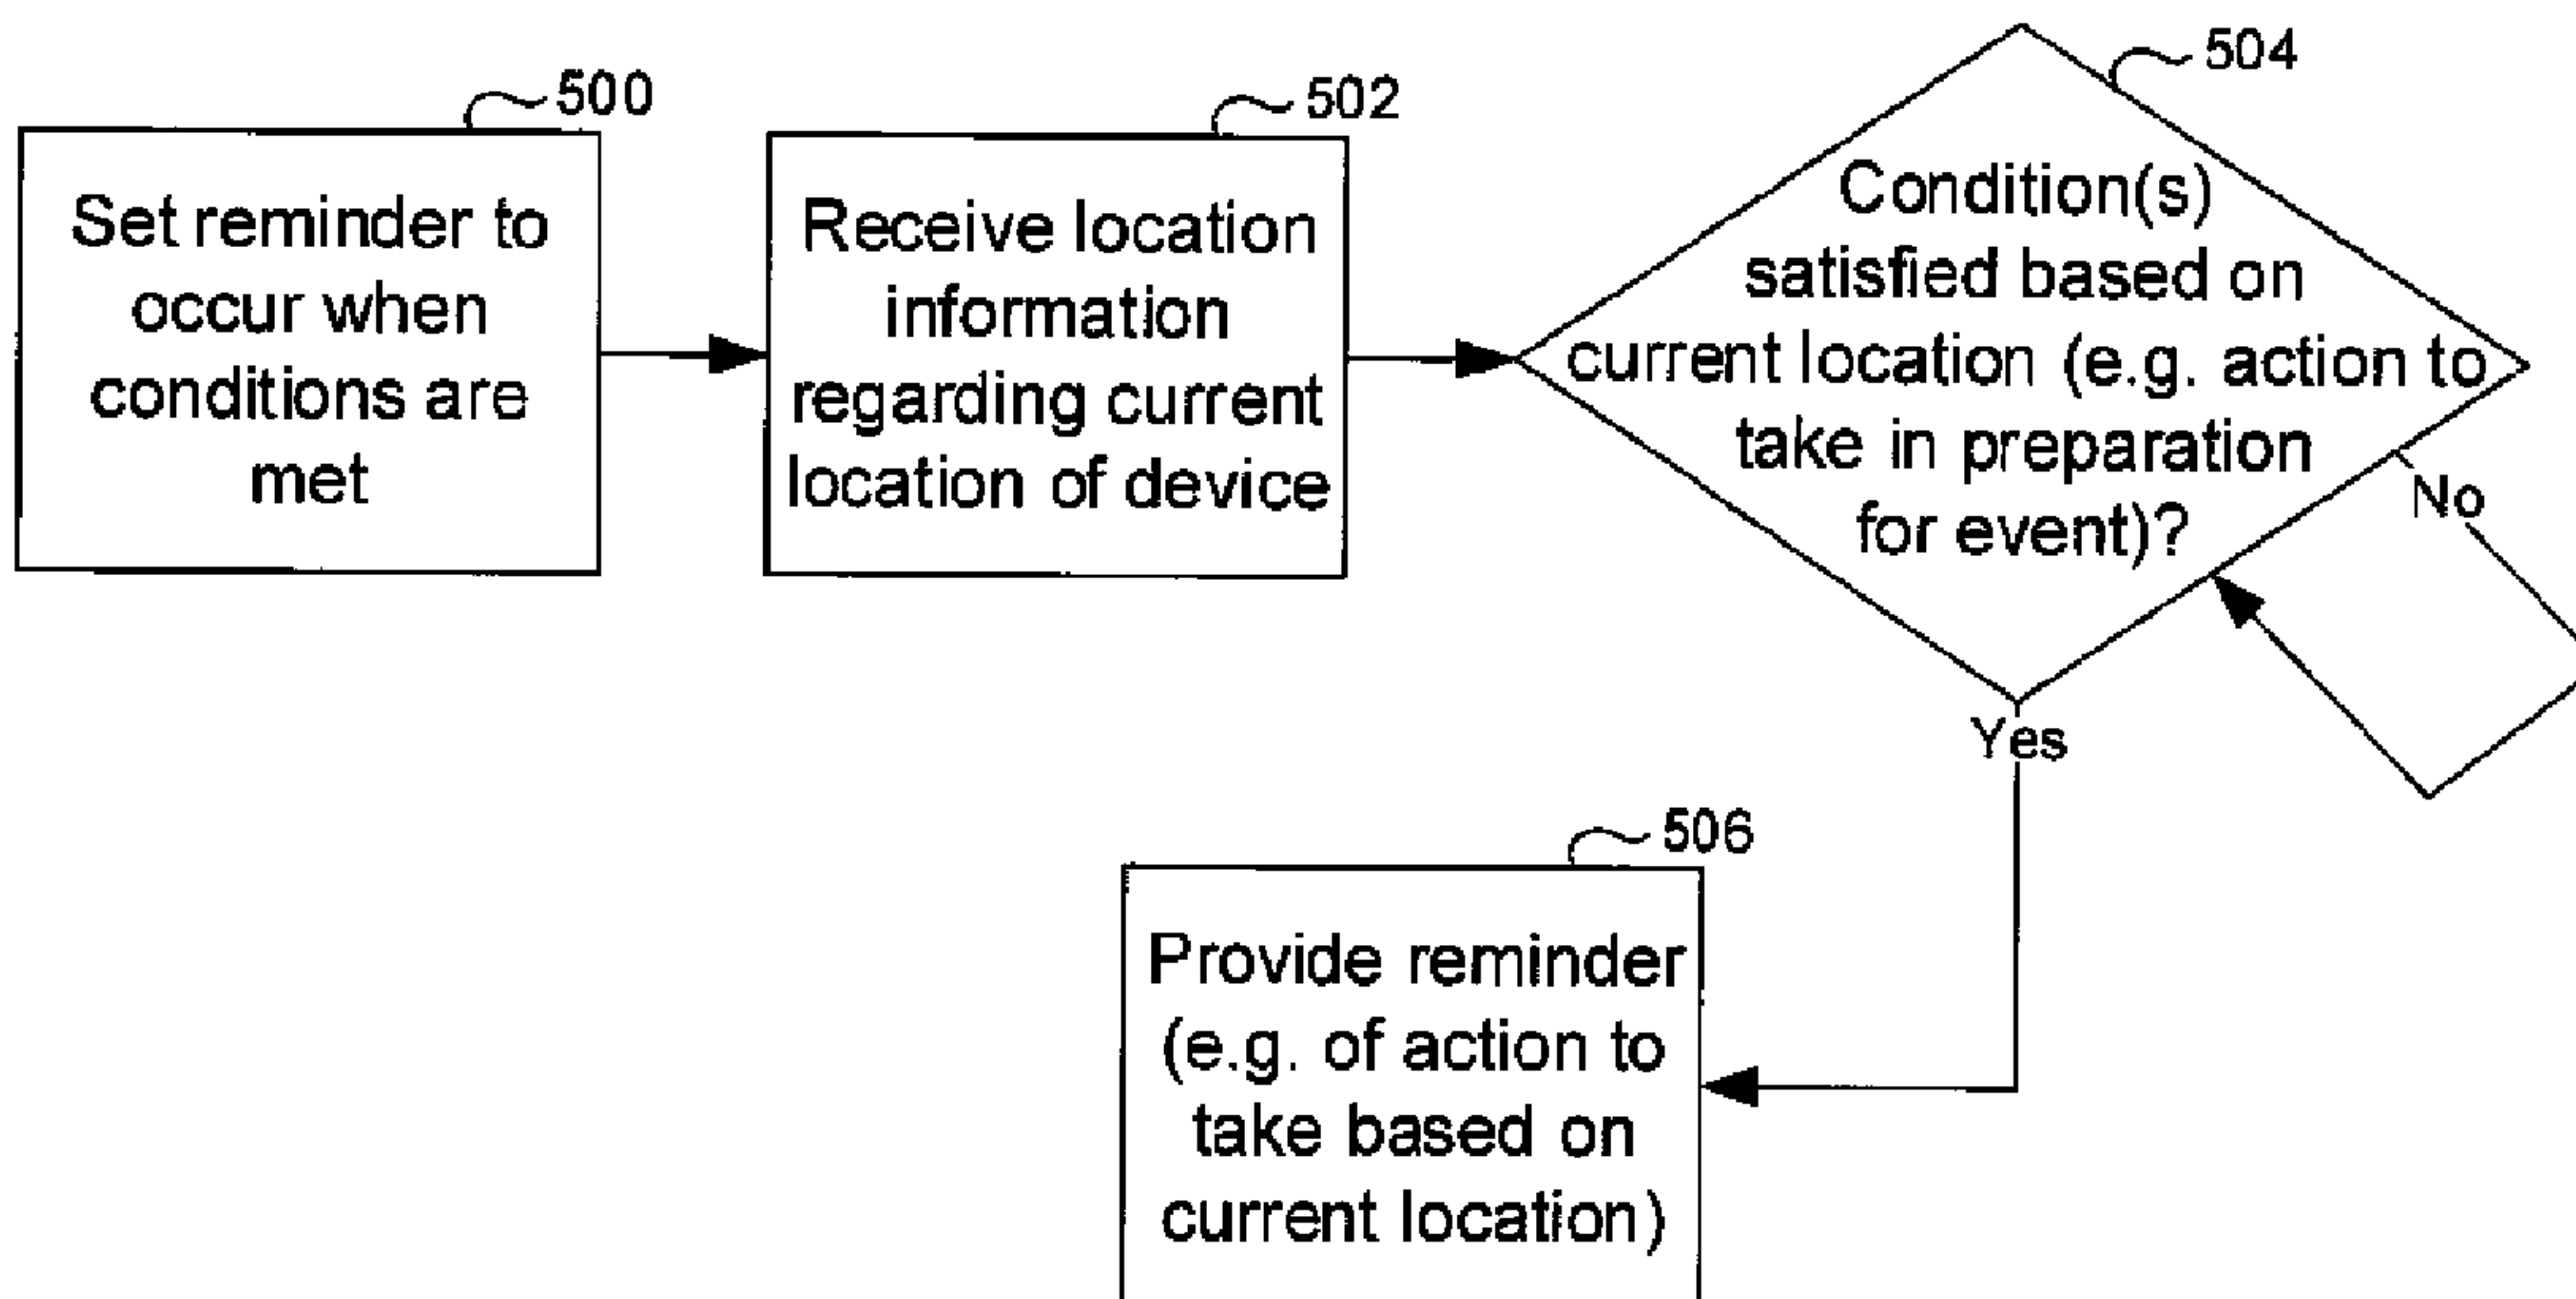 500
Set reminder to
occur when
conditions are
met
502
Receive location
information
regarding current
location of device
504
Condition(s)
satisfied based on
current location (e.g. action to
take in preparation
for event)?
No
Yes
506
Provide reminder
(e.g. of action to
take based on
current location)